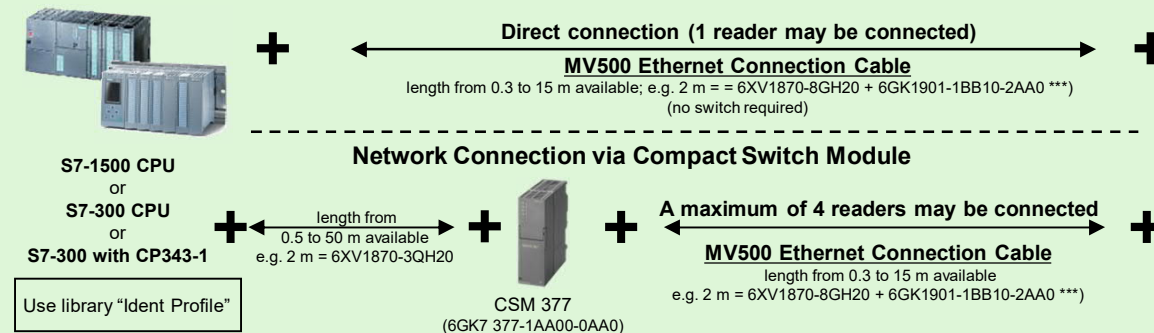 Direct connection (1 reader may be connected)
MV500 Ethernet Connection Cable
length from 0.3 to 15 m available; e.g. 2 m = = 6XV1870-8GH20 + 6GK1901-1BB10-2AA0 ***)
(no switch required)
Network Connection via Compact Switch Module
S7-1500 CPU
or
S7-300 CPU
or
S7-300 with CP343-1
Use library “Ident Profile”
length from
0.5 to 50 m available
e.g. 2 m = 6XV1870-3QH20
CSM 377
(6GK7 377-1AA00-0AA0)
A maximum of 4 readers may be connected
MV500 Ethernet Connection Cable
length from 0.3 to 15 m available
e.g. 2 m = 6XV1870-8GH20 + 6GK1901-1BB10-2AA0 ***)